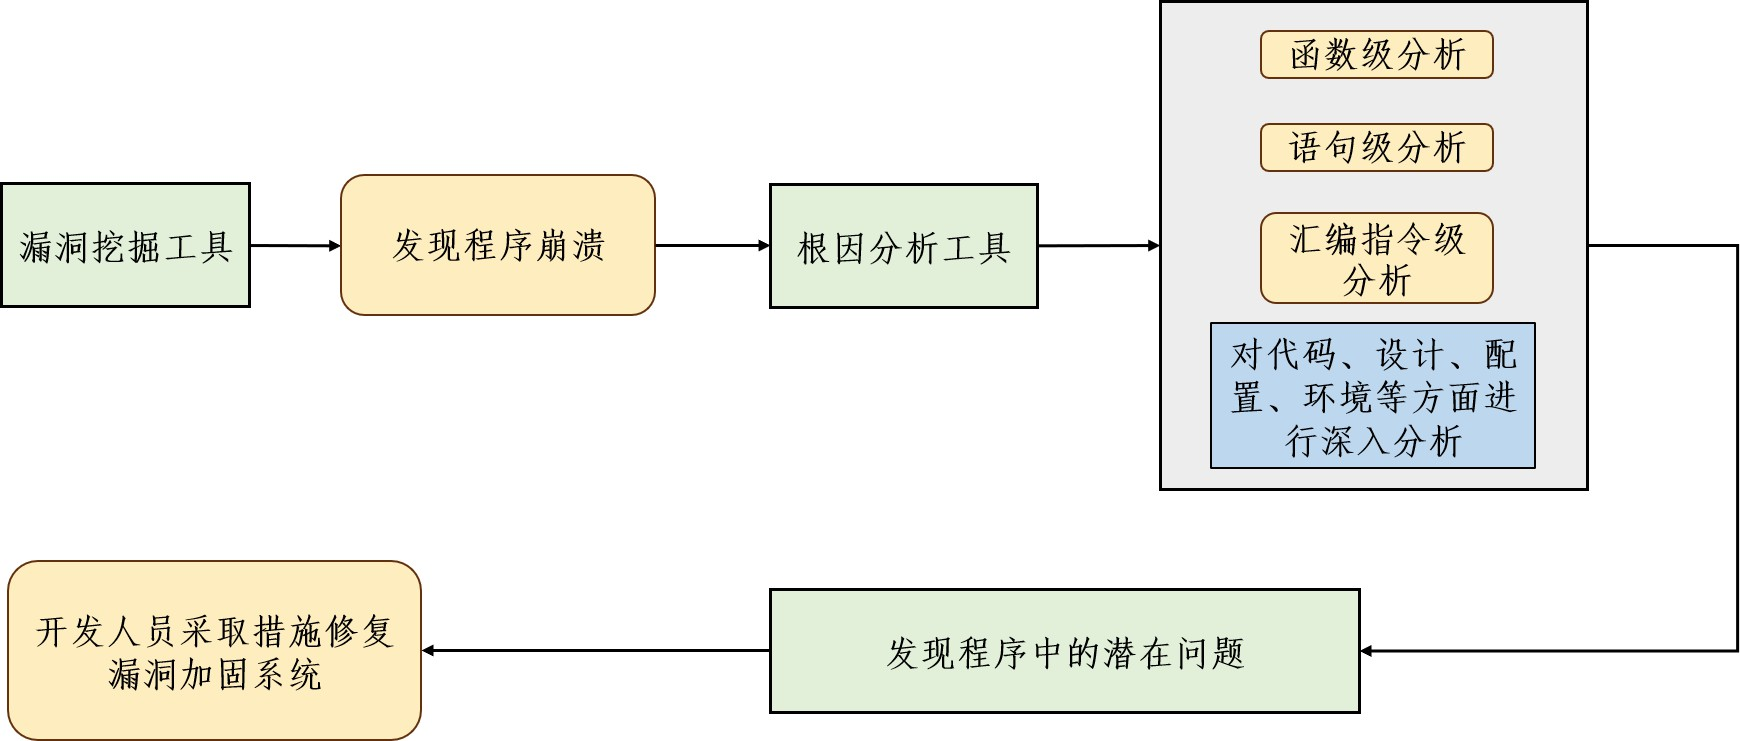 漏洞挖掘工具
发现程序崩溃
根因分析工具
函数级分析
语句级分析
汇编指令级
分析
对代码、设计、配
置、环境等方面进
行深入分析
发现程序中的潜在问题
开发人员采取措施修复
漏洞加固系统